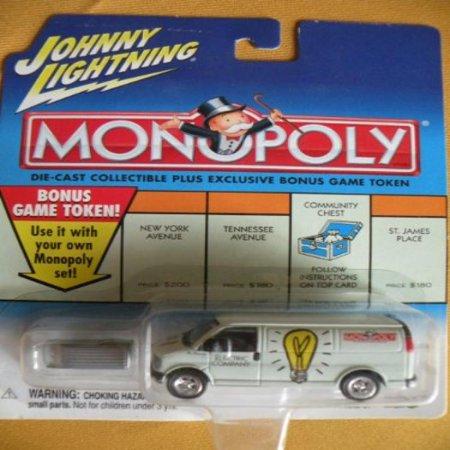 JOHNNY
LIGHTNING
MONOPOLY®
DIE-CAST COLLECTIBLE PLUS EXCLUSIVE BONUS GAME TOKEN
BONUS
GAME TOKEN!
Use it with
your own
Monopoly
set!
NEW YORK
AVENUE
PRICE $200
TENNESSEE
AVENUE
PRICE $180
COMMUNITY
CHEST
FOLLOW
INSTRUCTIONS
ON TOP CARD
ST. JAMES
PLACE
PRICE $180
ELECTRIC
COMPANY
MONOPOLY
WARNING: CHOKING HAZA
small parts. Not for children under 3 yrs.